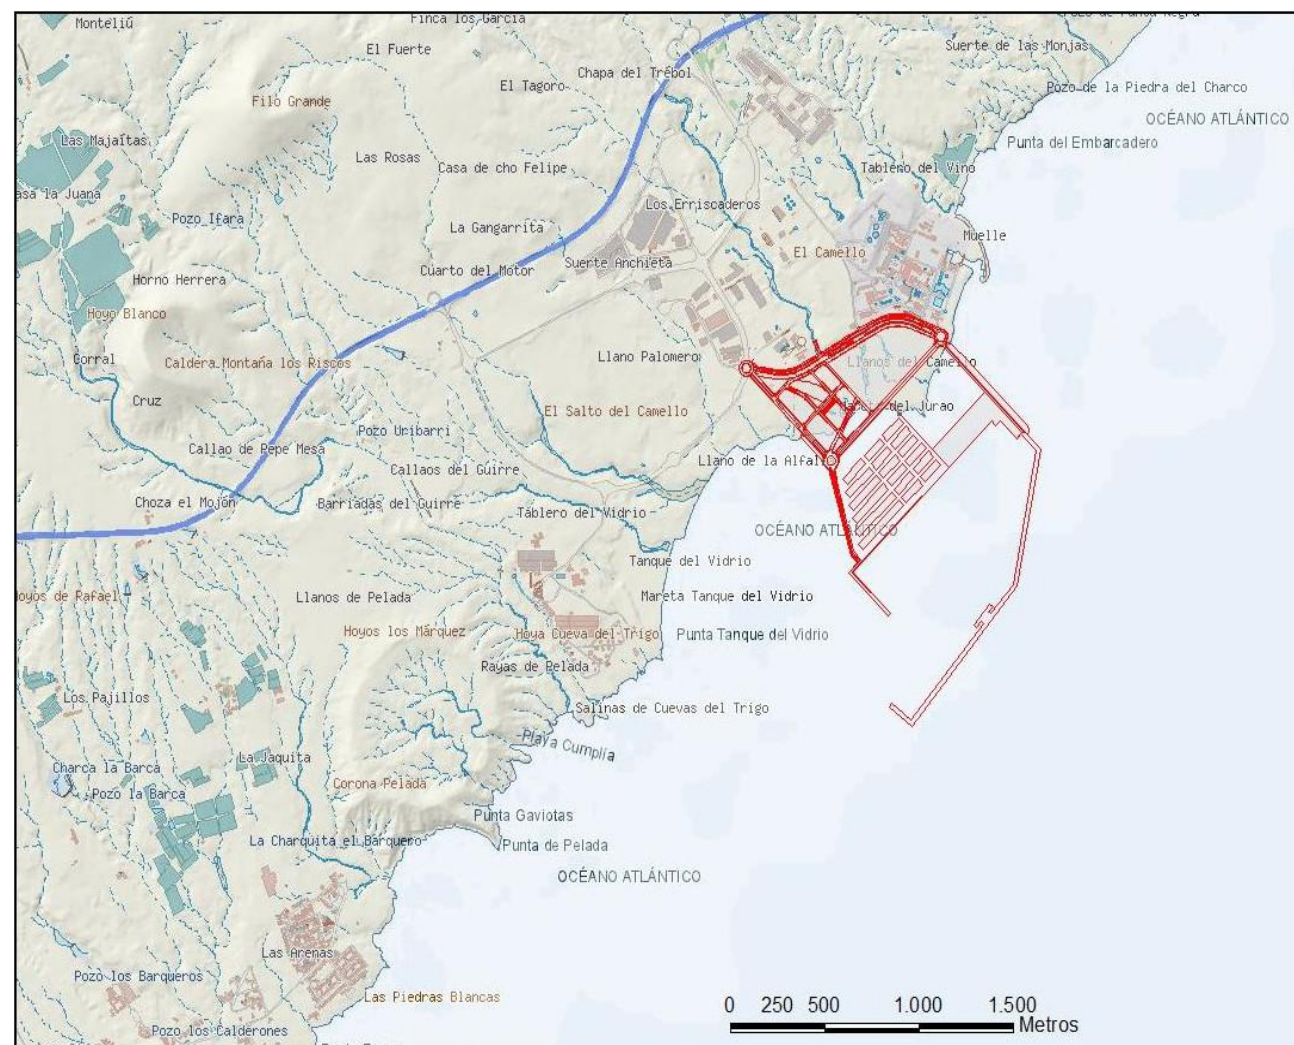 Monteliú
Finca los García
El Fuerte
Suerte de las Monjas
Chapa del Trébol
El Tagoro
Pozo de la Piedra del Charco
Filo Grande
OCÉANO ATLÁNTICO
Las Majaítas
Punta del Embarcadero
Las Rosas
Casa de cho Felipe
Tablero del Vino
asa la Juana
Los Erriscaderos
Pozo Ifara
La Gangarrita
Muelle
El Camello
Suerte Anchieta
Cuarto del Motor
Horno Herrera
Hoyo Blanco
Corral
Caldera Montaña los Riscos
Llano Palomero
Llanos del Camello
Cruz
El Salto del Camello
del Jurao
Pozo Uribarri
Callao de Pepe Mesa
Llano de la Alfal
Callaos del Guirre
Choza el Mojón
Barriadas del Guirre
Tablero del Vidrio
OCÉANO ATLÁNTICO
Tanque del Vidrio
oyos de Rafael
Llanos de Pelada
Mareta Tanque del Vidrio
Hoyos los Márquez
Hoya Cueva del Trigo
Punta Tanque del Vidrio
Rayas de Pelada
Los Pajillos
Salinas de Cuevas del Trigo
Playa Cumplía
La Jaquita
Charca la Barca
Corona Pelada
Pozo la Barca
Punta Gaviotas
La Charquita el Barquero
Punta de Pelada
OCÉANO ATLÁNTICO
Las Arenas
Pozo los Barqueros
Las Piedras Blancas
0 250 500 1.000 1.500
Metros
Pozo los Calderones